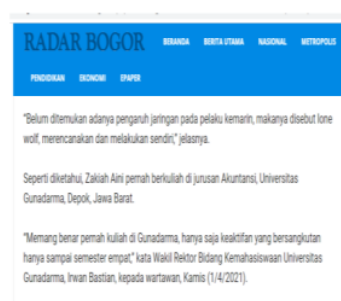 RADAR BOGOR
BERANDA BERITA UTAMA NASIONAL METROPOLIS
PENDIDIKAN EKONOMI EPAPER
"Belum ditemukan adanya pengaruh jaringan pada pelaku kemarin, makanya disebut lone
wolf, merencanakan dan melakukan sendiri," jelasnya.
Seperti diketahui, Zakiah Aini pernah berkuliah di jurusan Akuntansi, Universitas
Gunadarma, Depok, Jawa Barat.
"Memang benar pernah kuliah di Gunadarma, hanya saja keaktifan yang bersangkutan
hanya sampai semester empat," kata Wakil Rektor Bidang Kemahasiswaan Universitas
Gunadarma, Irwan Bastian, kepada wartawan, Kamis (1/4/2021).